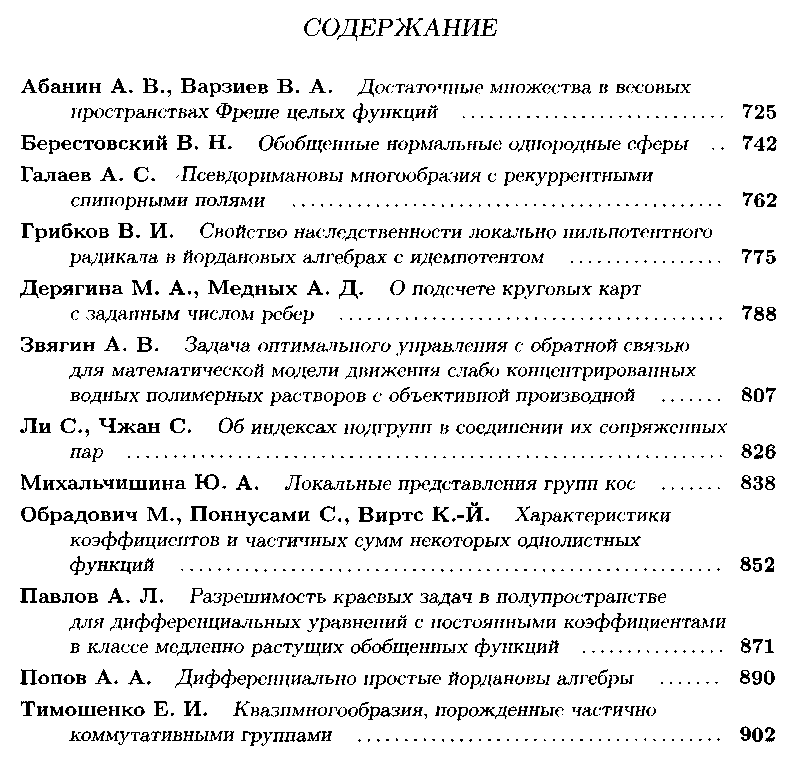 СОДЕРЖАНИЕ
Абанин А. В., Варзиев В. А. Достаточные множества в весовых
пространствах Фреше целых функций ............................ 725
Берестовский В. Н. Обобщенные нормальные однородные сферы .. 742
Галаев А. С. Псевдоримановы многообразия с рекуррентными
спинорными полями ............................................. 762
Грибков В. И. Свойство наследственности локально нильпотентного
радикала в йордановых алгебрах с идемпотентом ................. 775
Дерягина М. А., Медных А. Д. О подсчете круговых карт
с заданным числом ребер ........................................ 788
Звягин А. В. Задача оптимального управления с обратной связью
для математической модели движения слабо концентрированных
водных полимерных растворов с объективной производной ....... 807
Ли С., Чжан С. Об индексах подгрупп в соединении их сопряженных
пар ............................................................... 826
Михальчишина Ю. А. Локальные представления групп кос ....... 838
Обрадович М., Поннусами С., Виртс К.-Й. Характеристики
коэффициентов и частичных сумм некоторых однолистных
функций ......................................................... 852
Павлов А. Л. Разрешимость краевых задач в полупространстве
для дифференциальных уравнений с постоянными коэффициентами
в классе медленно растущих обобщенных функций ............... 871
Попов А. А. Дифференциально простые йордановы алгебры ....... 890
Тимошенко Е. И. Квазимногообразия, порожденные частично
коммутативными группами ...................................... 902